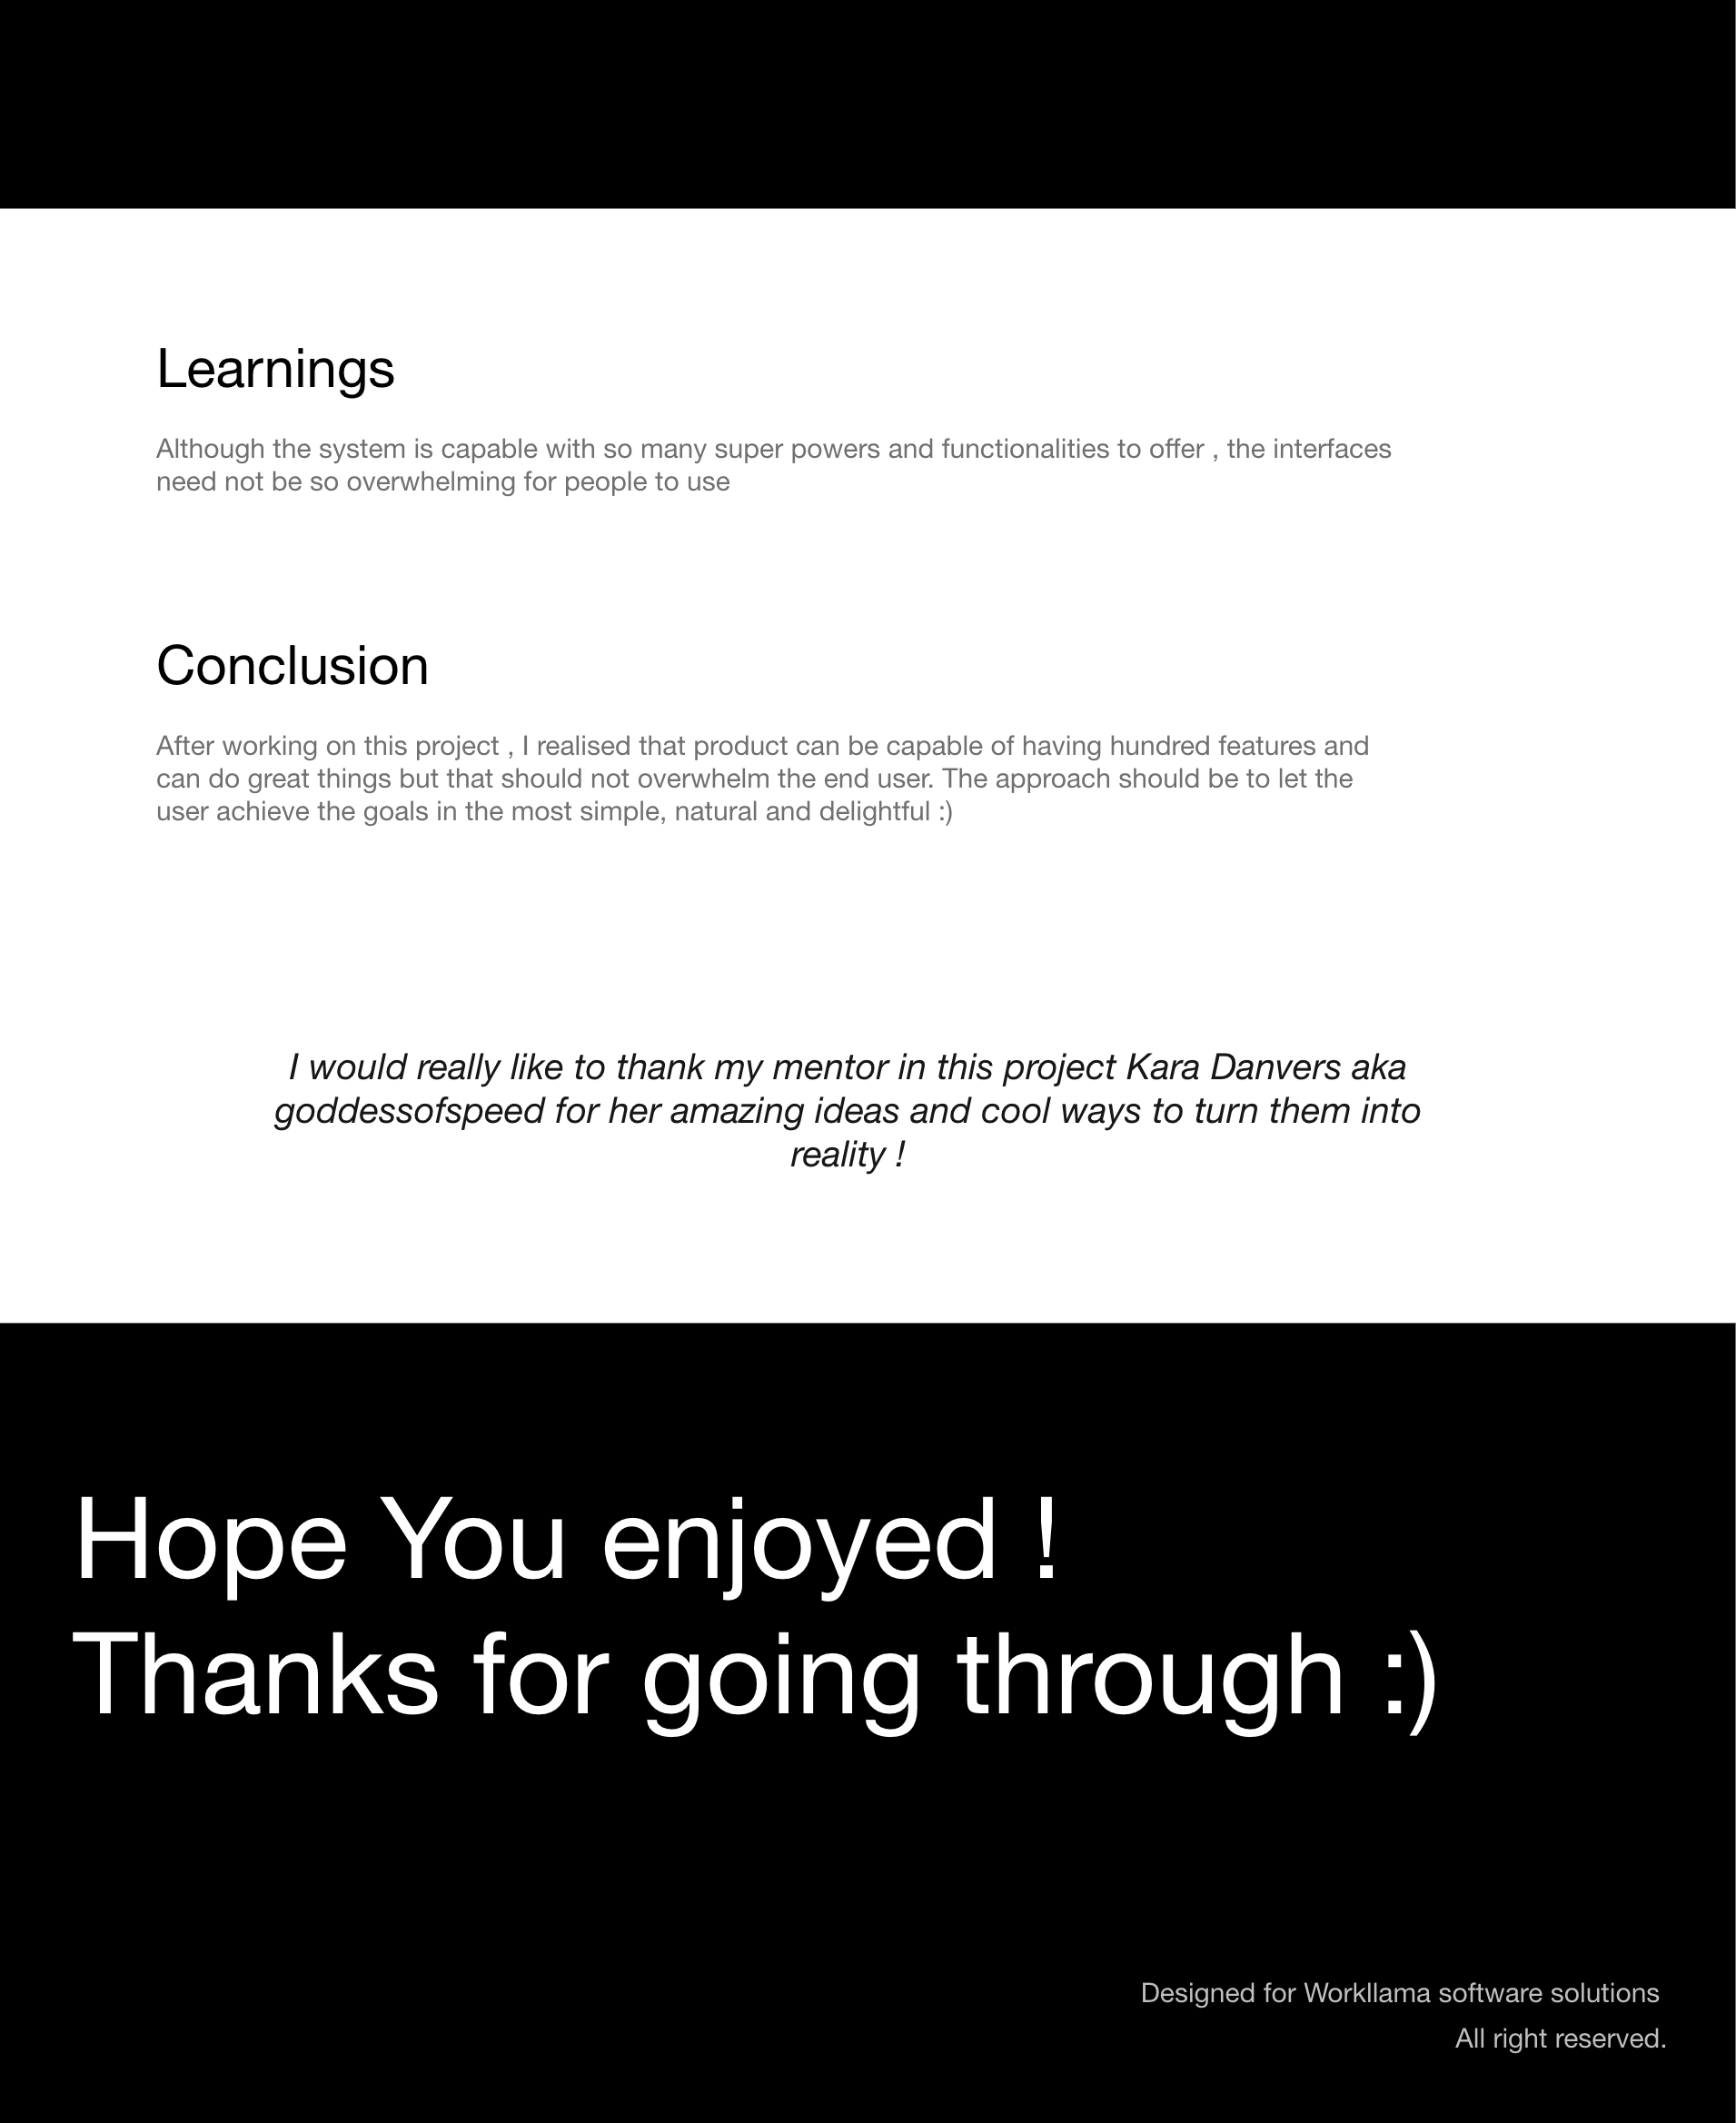 Learnings
Although the system is capable with so many super powers and functionalities to offer , the interfaces
need not be so overwhelming for people to use
Conclusion
After working on this project , I realised that product can be capable of having hundred features and
can do great things but that should not overwhelm the end user. The approach should be to let the
user achieve the goals in the most simple, natural and delightful :)
I would really like to thank my mentor in this project Kara Danvers aka
goddessofspeed for her amazing ideas and cool ways to turn them into
reality !
Hope You enjoyed !
Thanks for going through :)
Designed for Workllama software solutions
All right reserved.